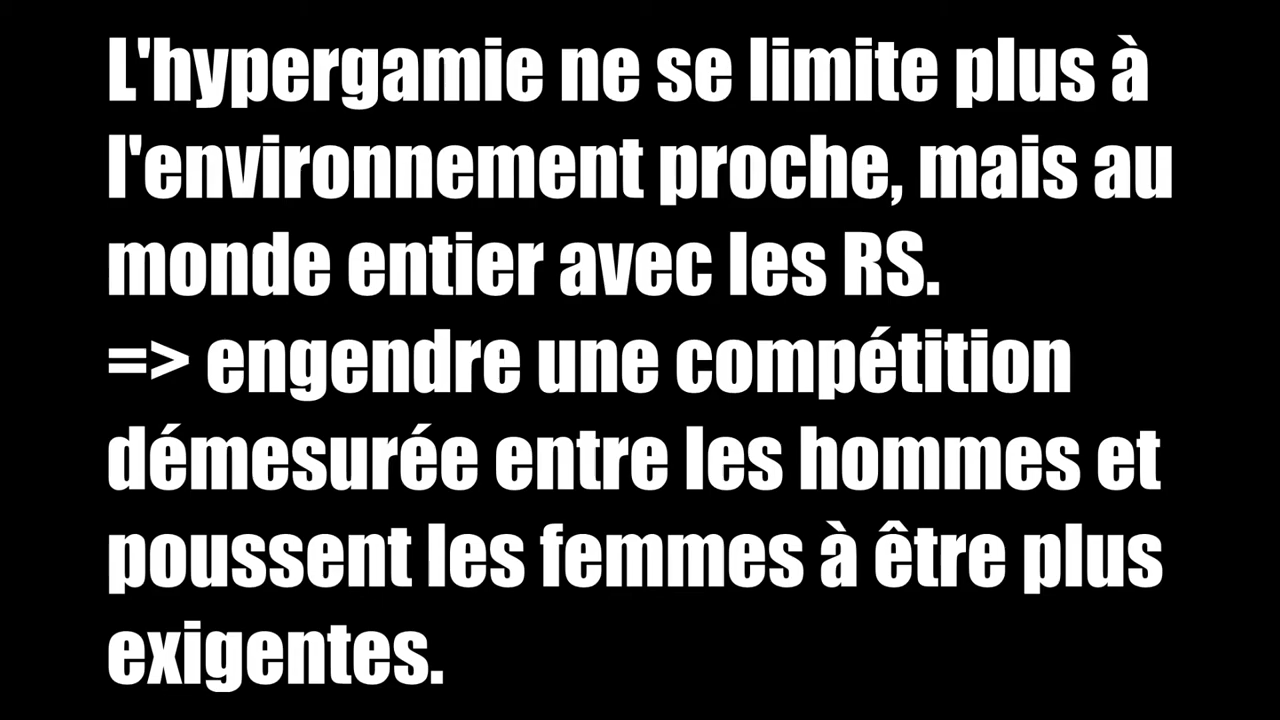 L'hypergamie ne se limite plus à
l'environnement proche, mais au
monde entier avec les RS.
=> engendre une compétition
démesurée entre les hommes et
poussent les femmes à être plus
exigentes.